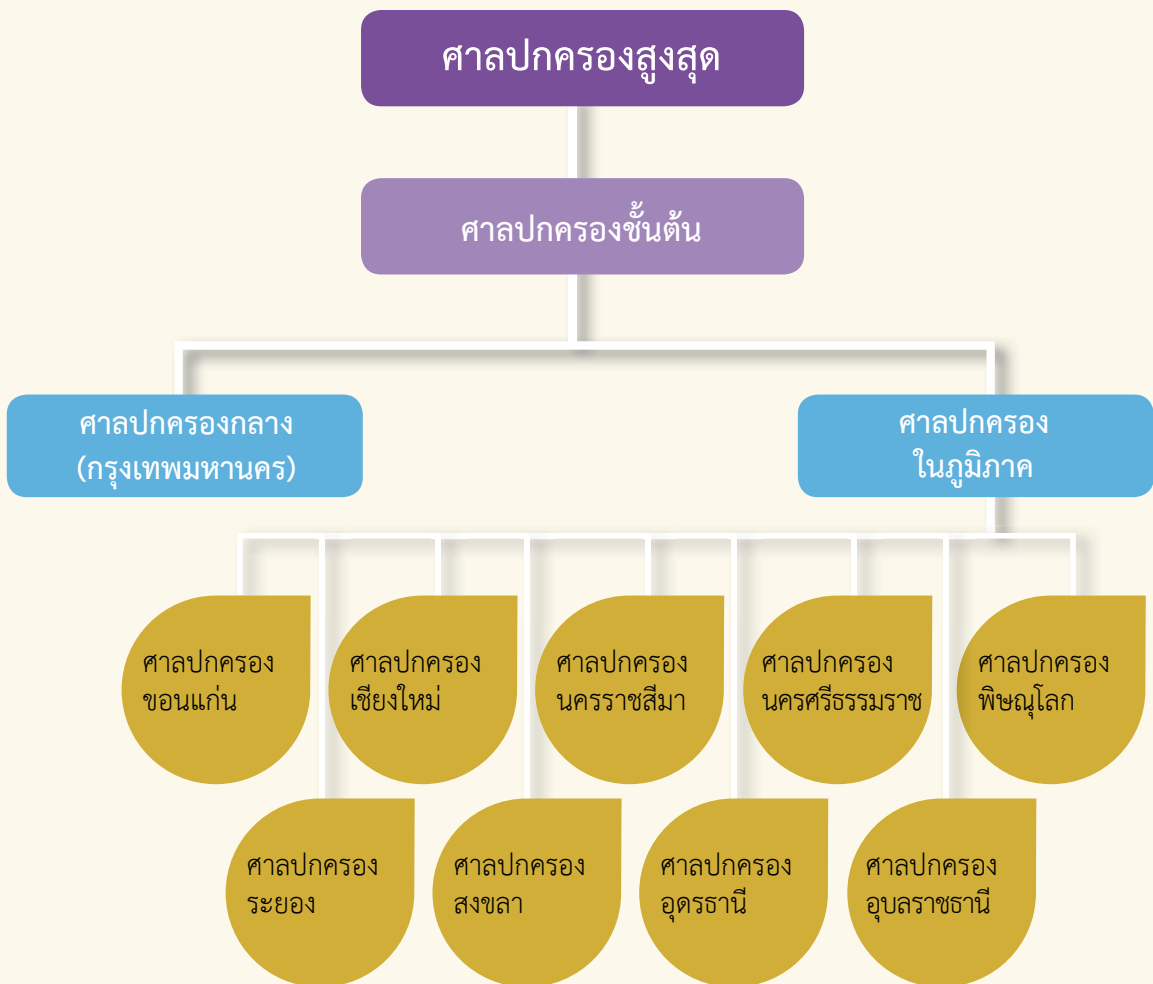 ศาลปกครองสูงสุด
ศาลปกครองชั้นต้น
ศาลปกครองกลาง
(กรุงเทพมหานคร)
ศาลปกครอง
ในภูมิภาค
ศาลปกครอง
ขอนแก่น
ศาลปกครอง
เชียงใหม่
ศาลปกครอง
นครราชสีมา
ศาลปกครอง
นครศรีธรรมราช
ศาลปกครอง
พิษณุโลก
ศาลปกครอง
ระยอง
ศาลปกครอง
สงขลา
ศาลปกครอง
อุดรธานี
ศาลปกครอง
อุบลราชธานี